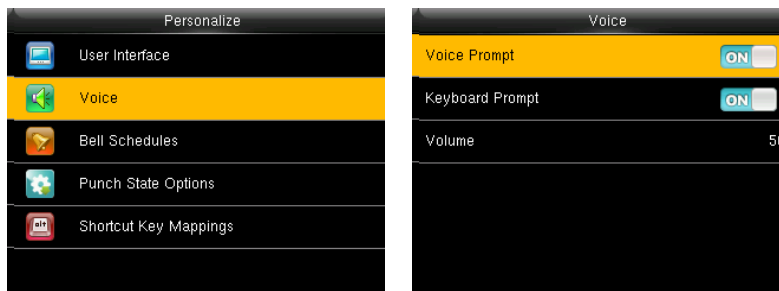 Personalize
User Interface
Voice
Bell Schedules
Punch State Options
alt
Shortcut Key Mappings
Voice
Voice Prompt ON
Keyboard Prompt ON
Volume